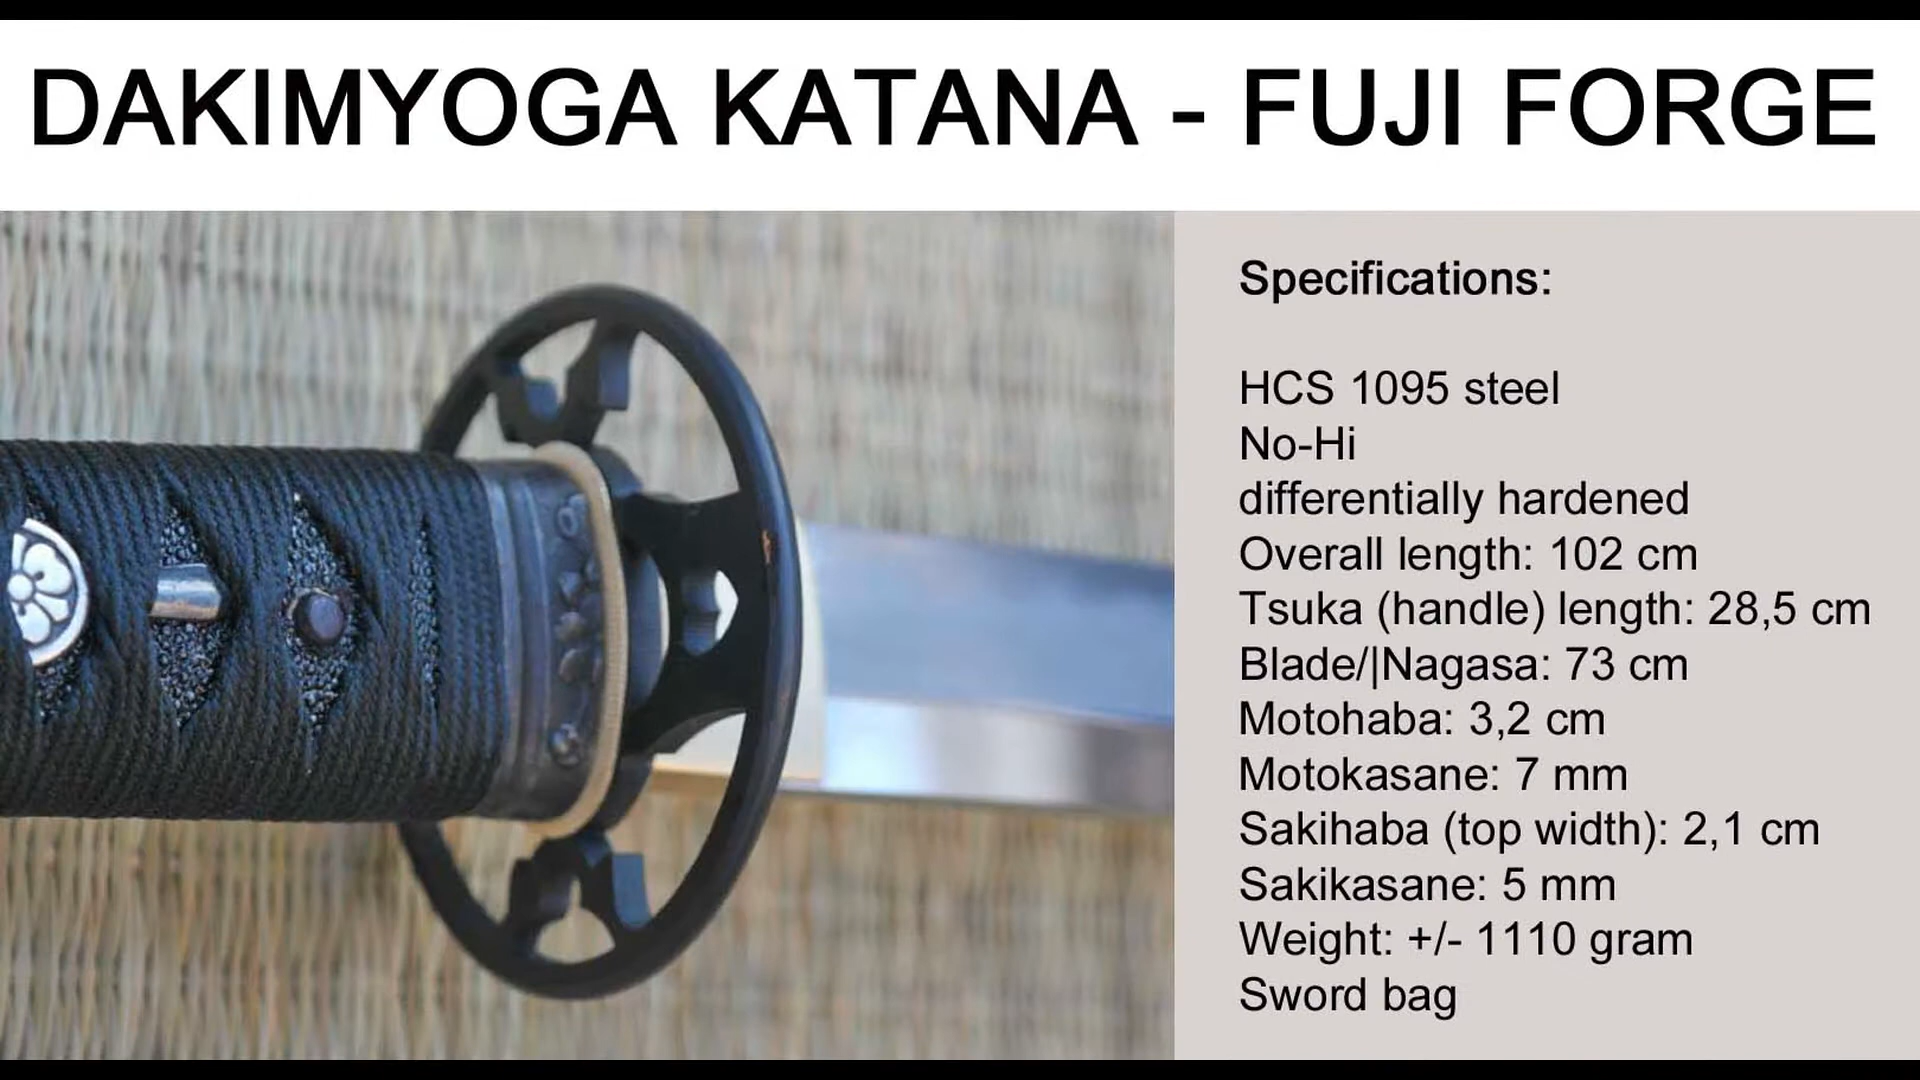 DAKIMYOGA KATANA - FUJI FORGE
Specifications:
HCS 1095 steel
No-Hi
differentially hardened
Overall length: 102 cm
Tsuka (handle) length: 28,5 cm
Blade/|Nagasa: 73 cm
Motohaba: 3,2 cm
Motokasane: 7 mm
Sakihaba (top width): 2,1 cm
Sakikasane: 5 mm
Weight: +/- 1110 gram
Sword bag